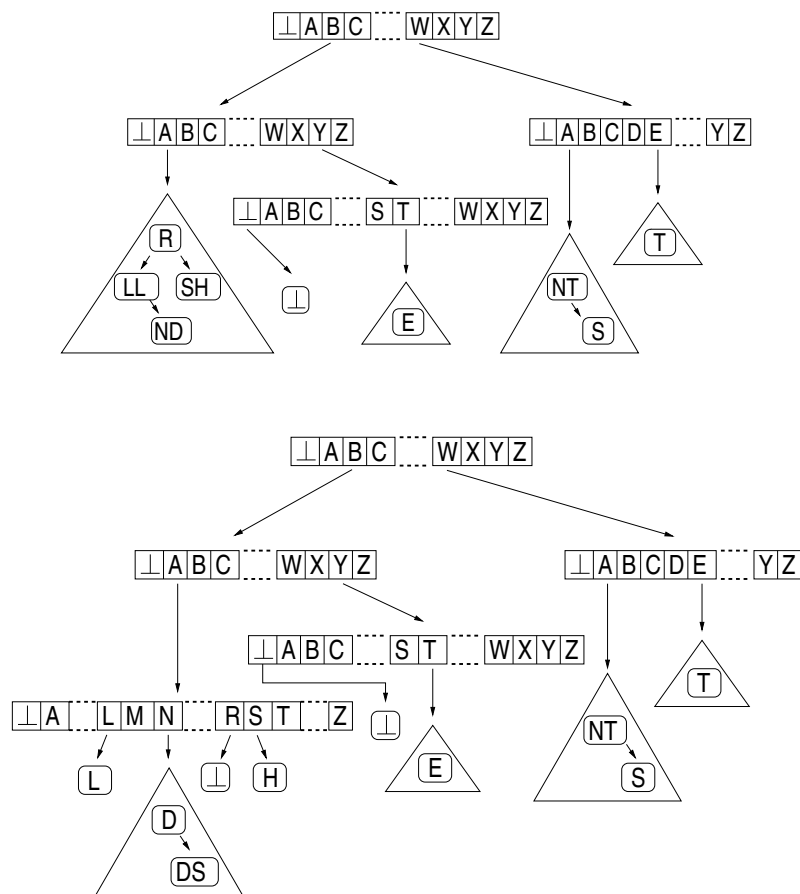 ⊥ABC WXYZ
⊥ABC WXYZ ⊥ABCDE YZ
⊥ABC ST WXYZ
R T
LL SH ⊥ NT
ND E S
⊥ABC WXYZ
⊥ABC WXYZ ⊥ABCDE YZ
⊥ABC ST WXYZ
⊥A LMN RST Z ⊥ T
L ⊥ H E NT
D S
DS